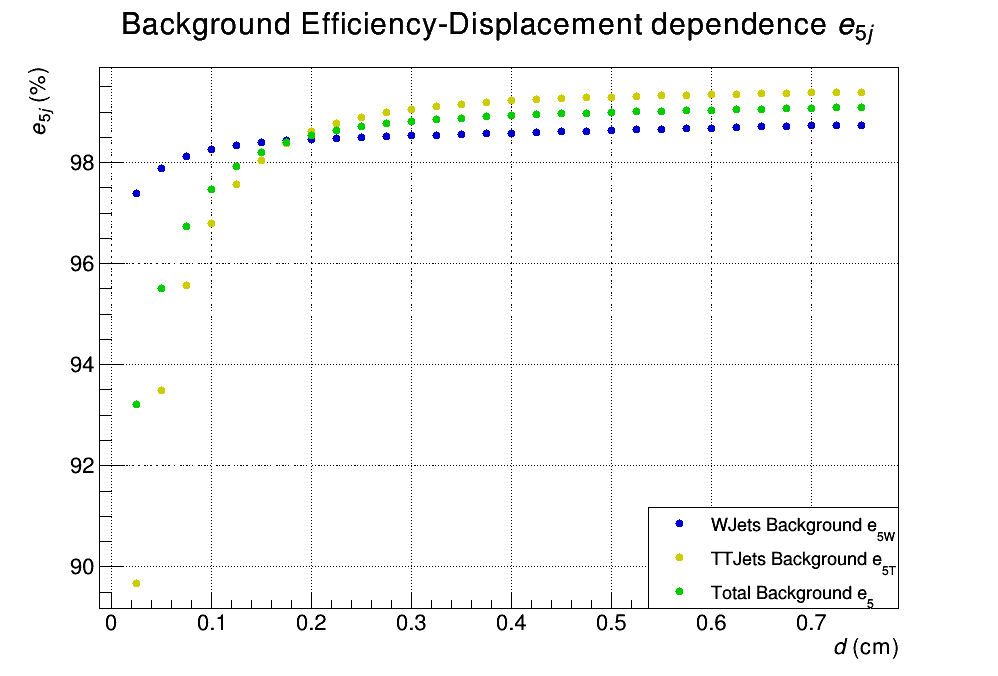 Background Efficiency-Displacement dependence e5j
e5j (%)
98
96
94
92
90
WJets Background e5W
TTJets Background e5T
Total Background e5
0 0.1 0.2 0.3 0.4 0.5 0.6 0.7
d (cm)